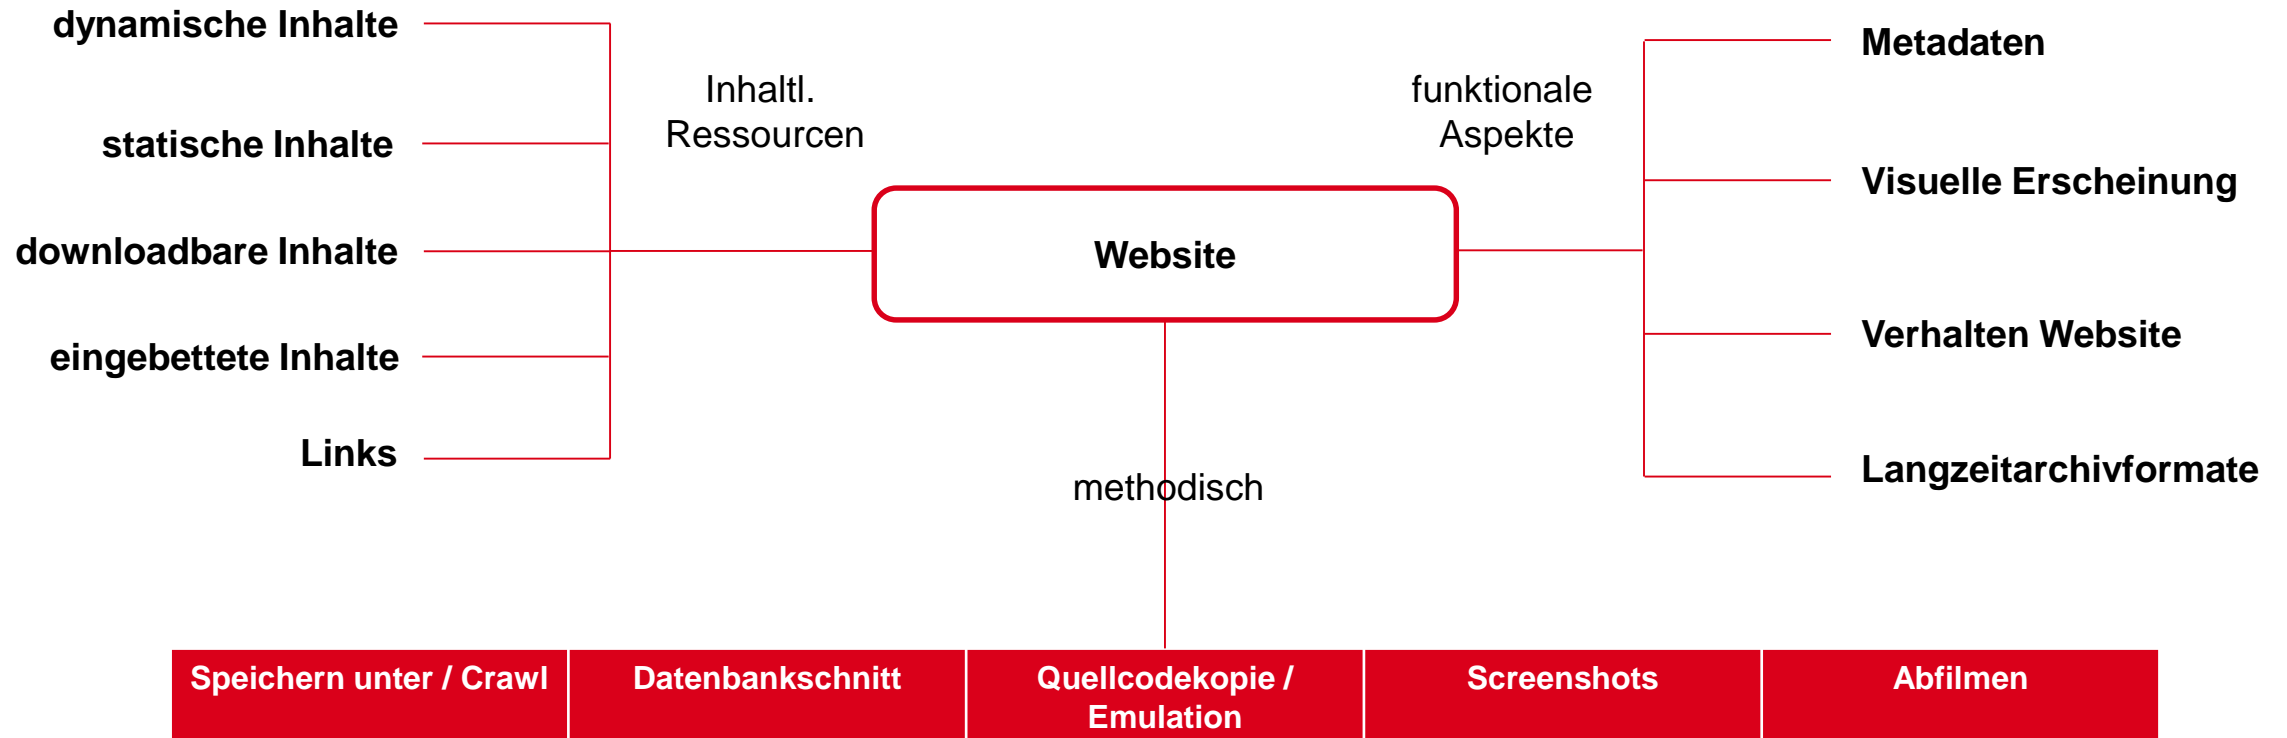 dynamische Inhalte
statische Inhalte
downloadbare Inhalte
eingebettete Inhalte
Links
Inhaltl.
Ressourcen
Website
funktionale
Aspekte
Metadaten
Visuelle Erscheinung
Verhalten Website
Langzeitarchivformate
methodisch
Speichern unter / Crawl
Datenbankschnitt
Quellcodekopie /
Emulation
Screenshots
Abfilmen